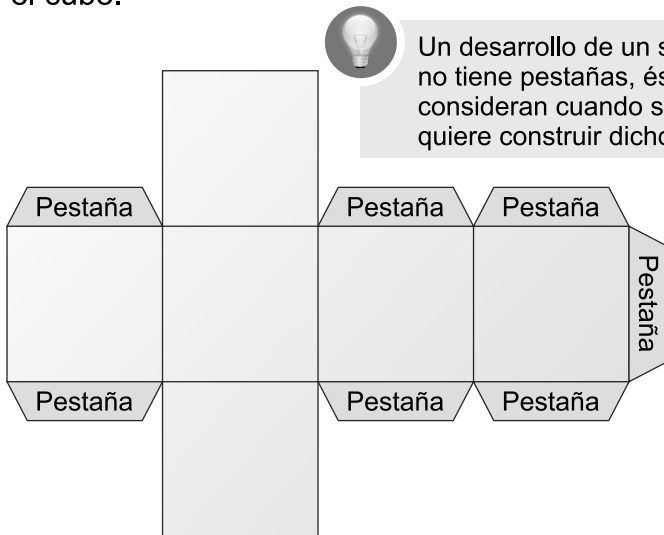 el cubo.
Un desarrollo de un s
no tiene pestañas, és
consideran cuando s
quiere construir dicho
Pestaña Pestaña Pestaña
Pestaña
Pestaña Pestaña Pestaña